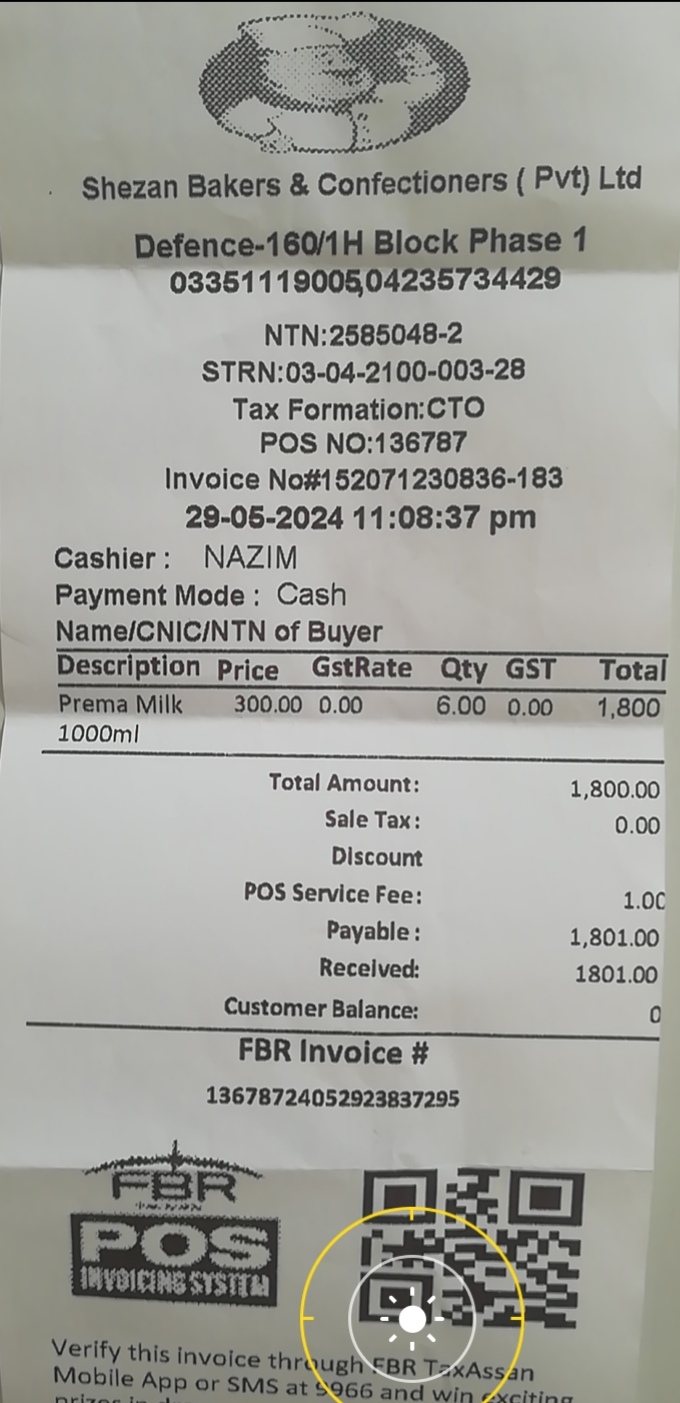 Shezan Bakers & Confectioners ( Pvt) Ltd
Defence-160/1H Block Phase 1
03351119005,04235734429
NTN:2585048-2
STRN:03-04-2100-003-28
Tax Formation:CTO
POS NO:136787
Invoice No#152071230836-183
29-05-2024 11:08:37 pm
Cashier : NAZIM
Payment Mode : Cash
Name/CNIC/NTN of Buyer
Description Price GstRate Qty GST Total
Prema Milk 300.00 0.00 6.00 0.00 1,800
1000ml
Total Amount: 1,800.00
Sale Tax: 0.00
Discount
POS Service Fee: 1.00
Payable : 1,801.00
Received: 1801.00
Customer Balance: 0
FBR Invoice #
13678724052923837295
FBR
POS
INVOICING SYSTEM
Verify this invoice through FBR TaxAssan
Mobile App or SMS at 9966 and win exciting
prizes in